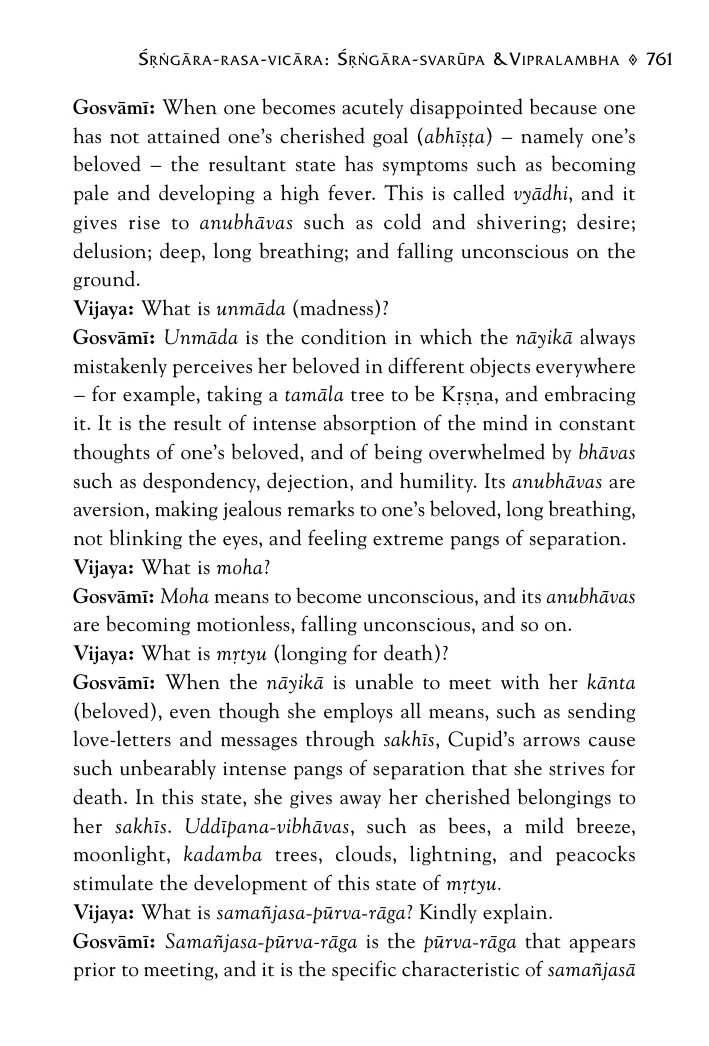 Śṛṅgāra-rasa-vicāra: Śṛṅgāra-svarūpa &Vipralambha ◈ 761
Gosvāmī: When one becomes acutely disappointed because one
has not attained one's cherished goal (abhīṣṭa) – namely one's
beloved – the resultant state has symptoms such as becoming
pale and developing a high fever. This is called vyādhi, and it
gives rise to anubhāvas such as cold and shivering; desire;
delusion; deep, long breathing; and falling unconscious on the
ground.
Vijaya: What is unmāda (madness)?
Gosvāmī: Unmāda is the condition in which the nāyikā always
mistakenly perceives her beloved in different objects everywhere
– for example, taking a tamāla tree to be Kṛṣṇa, and embracing
it. It is the result of intense absorption of the mind in constant
thoughts of one's beloved, and of being overwhelmed by bhāvas
such as despondency, dejection, and humility. Its anubhāvas are
aversion, making jealous remarks to one's beloved, long breathing,
not blinking the eyes, and feeling extreme pangs of separation.
Vijaya: What is moha?
Gosvāmī: Moha means to become unconscious, and its anubhāvas
are becoming motionless, falling unconscious, and so on.
Vijaya: What is mṛtyu (longing for death)?
Gosvāmī: When the nāyikā is unable to meet with her kānta
(beloved), even though she employs all means, such as sending
love-letters and messages through sakhīs, Cupid's arrows cause
such unbearably intense pangs of separation that she strives for
death. In this state, she gives away her cherished belongings to
her sakhīs. Uddīpana-vibhāvas, such as bees, a mild breeze,
moonlight, kadamba trees, clouds, lightning, and peacocks
stimulate the development of this state of mṛtyu.
Vijaya: What is samañjasa-pūrva-rāga? Kindly explain.
Gosvāmī: Samañjasa-pūrva-rāga is the pūrva-rāga that appears
prior to meeting, and it is the specific characteristic of samañjasā